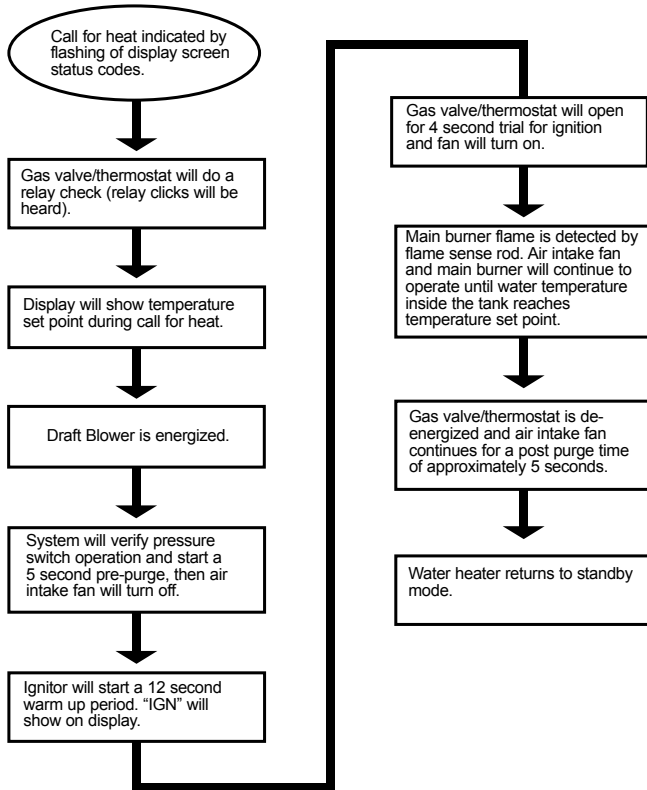 Call for heat indicated by
flashing of display screen
status codes.
Gas valve/thermostat will do a
relay check (relay clicks will be
heard).
Display will show temperature
set point during call for heat.
Draft Blower is energized.
System will verify pressure
switch operation and start a
5 second pre-purge, then air
intake fan will turn off.
Ignitor will start a 12 second
warm up period. “IGN” will
show on display.
Gas valve/thermostat will open
for 4 second trial for ignition
and fan will turn on.
Main burner flame is detected by
flame sense rod. Air intake fan
and main burner will continue to
operate until water temperature
inside the tank reaches
temperature set point.
Gas valve/thermostat is de-
energized and air intake fan
continues for a post purge time
of approximately 5 seconds.
Water heater returns to standby
mode.